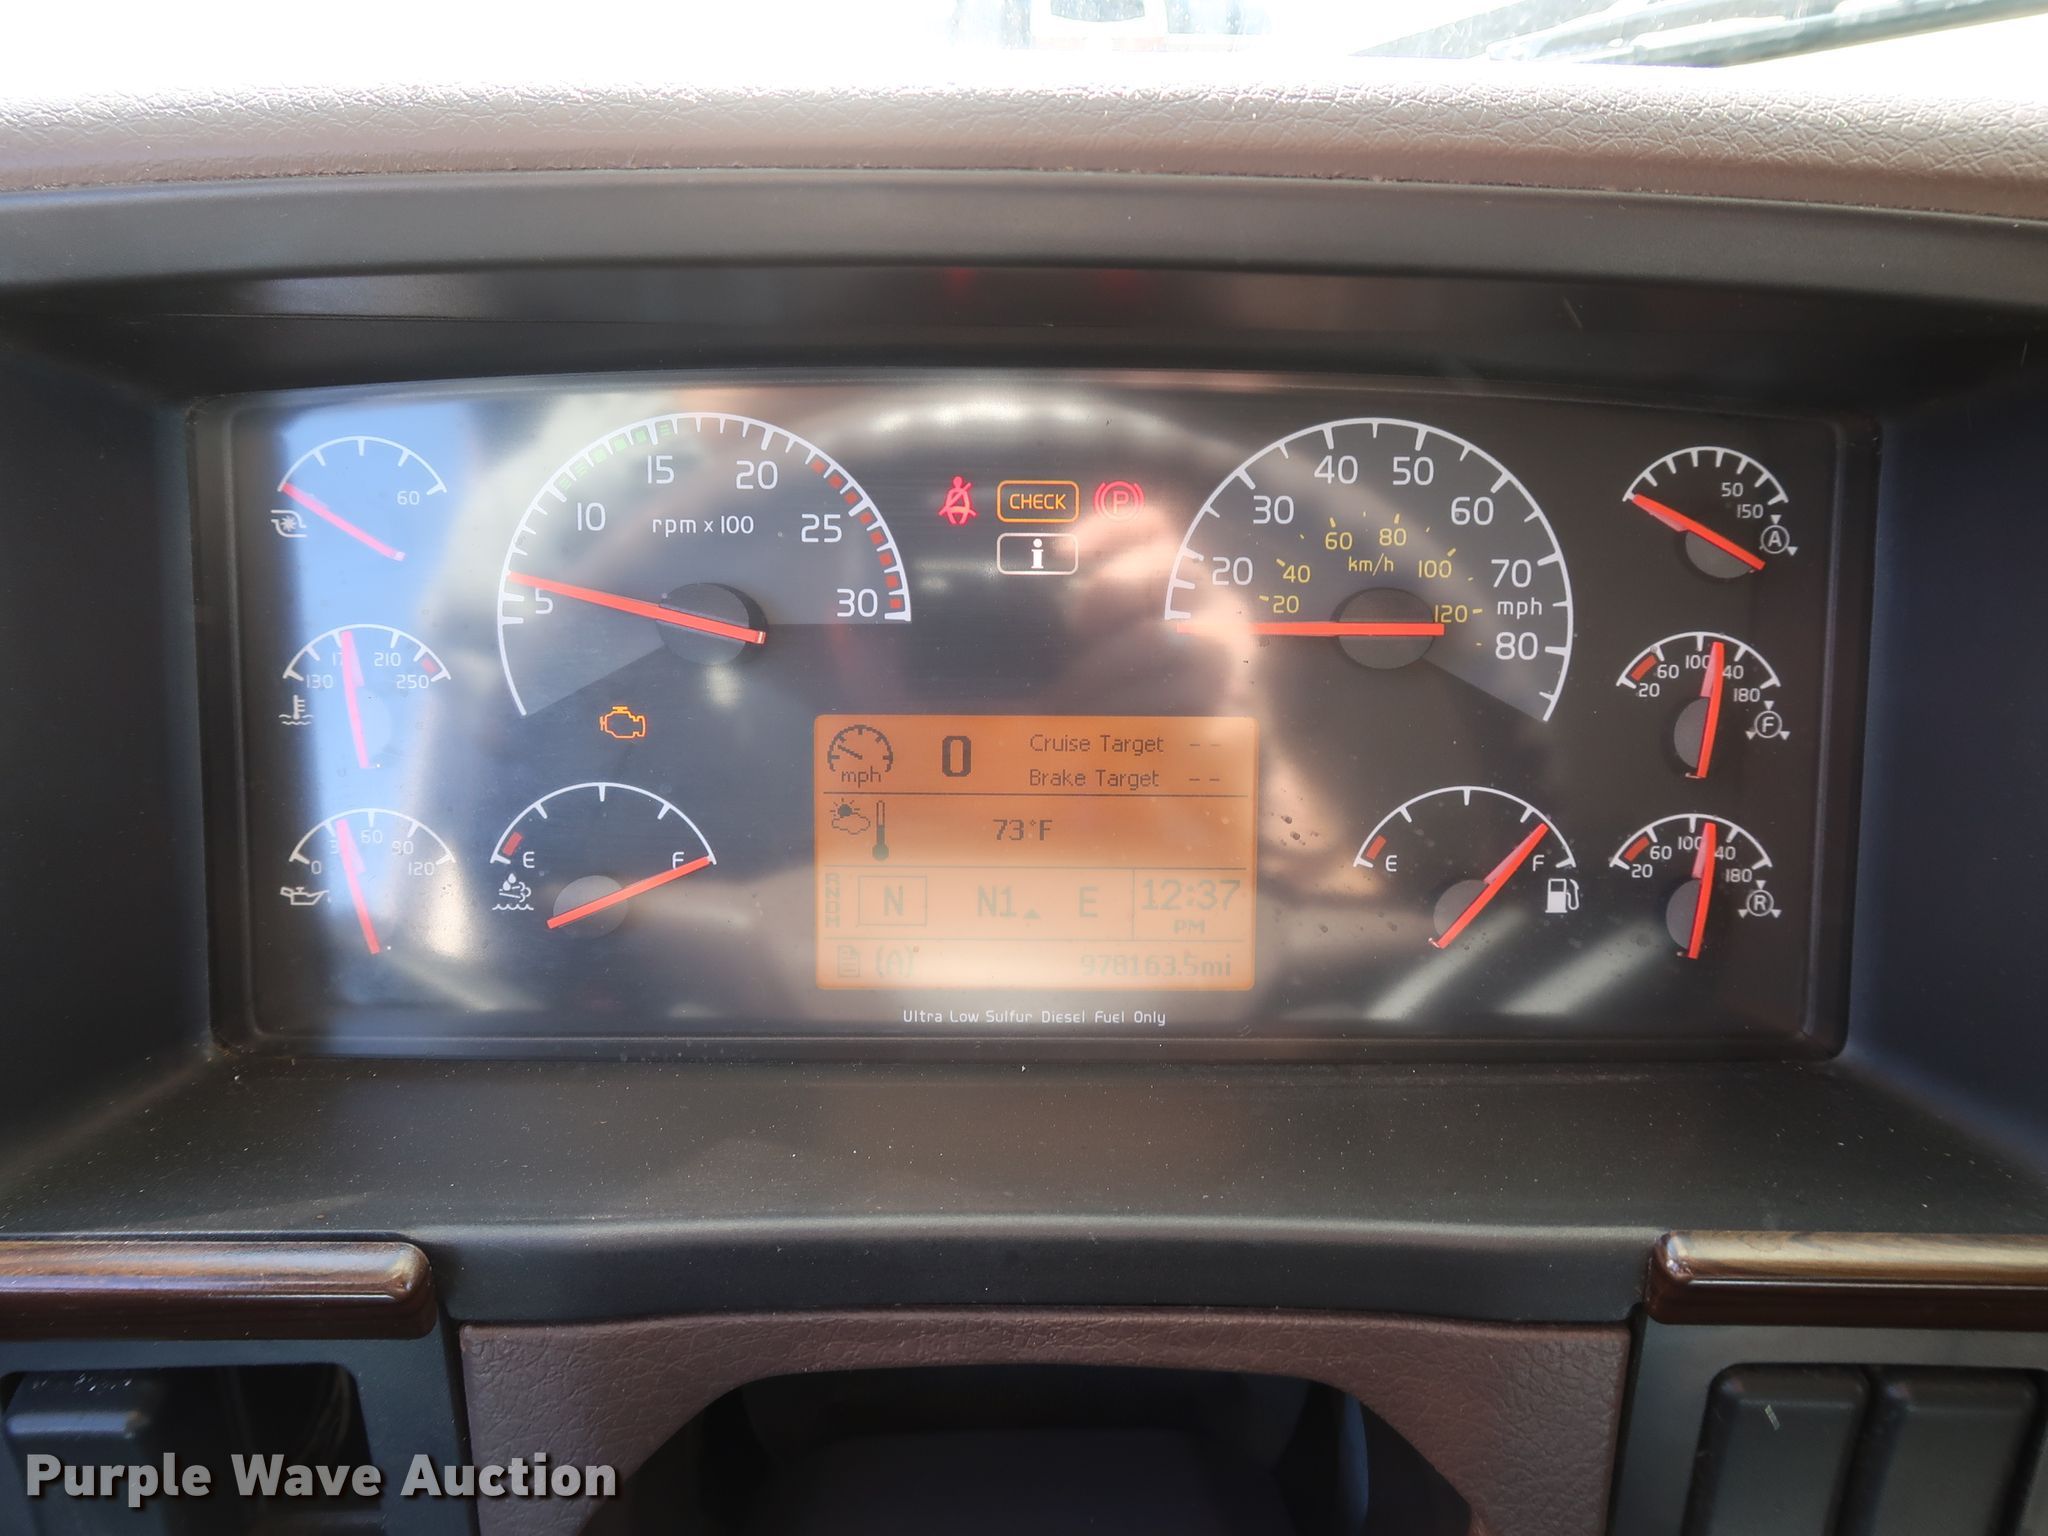 60
15
20
10
rpm x 100
25
5
30
CHECK
P
i
40
50
30
60
60
80
km/h
20
40
100
70
20
120
mph
80
50
150
A
210
130
250
100
60
20
180
F
60
90
0
120
E
F
mph
0
Cruise Target --
Brake Target --
73°F
RNDM
N
N1
E
12:37
PM
(A)
978163.5mi
Ultra Low Sulfur Diesel Fuel Only
E
F
100
60
20
180
R
Purple Wave Auction